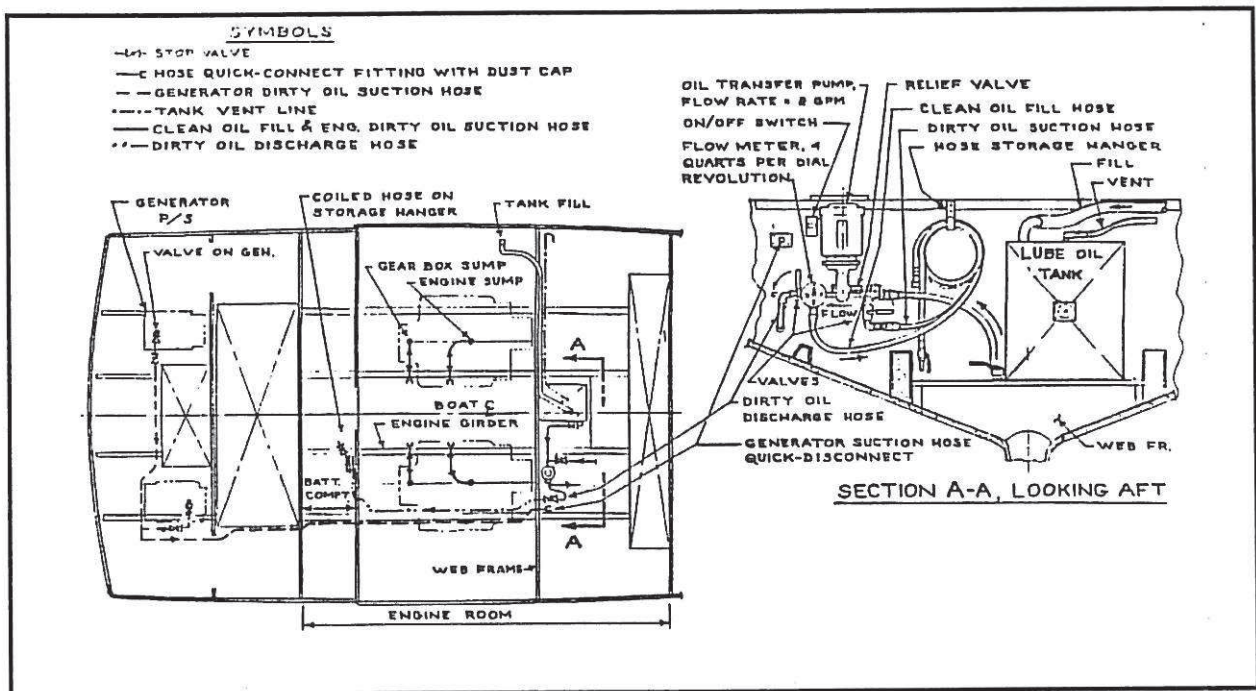 SYMBOLS
STOP VALVE
HOSE QUICK-CONNECT FITTING WITH DUST CAP
GENERATOR DIRTY OIL SUCTION HOSE
TANK VENT LINE
CLEAN OIL FILL & ENG. DIRTY OIL SUCTION HOSE
DIRTY OIL DISCHARGE HOSE
GENERATOR
P/S
VALVE ON GEN.
COILED HOSE ON
STORAGE HANGER
TANK FILL
GEAR BOX SUMP
ENGINE SUMP
A
BOAT C
ENGINE GIRDER
BATT.
COMPT.
A
WEB FRAME
ENGINE ROOM
OIL TRANSFER PUMP,
FLOW RATE = 2 GPM
ON/OFF SWITCH
FLOW METER, 4
QUARTS PER DIAL
REVOLUTION
RELIEF VALVE
CLEAN OIL FILL HOSE
DIRTY OIL SUCTION HOSE
HOSE STORAGE HANGER
FILL
VENT
LUBE OIL
TANK
FLOW
VALVES
DIRTY OIL
DISCHARGE HOSE
GENERATOR SUCTION HOSE
QUICK-DISCONNECT
WEB FR.
SECTION A-A, LOOKING AFT